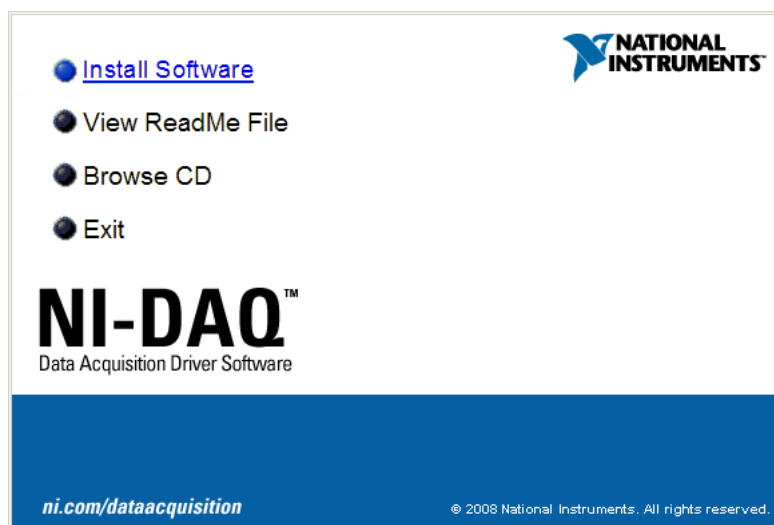 NATIONAL
INSTRUMENTS™
Install Software
View ReadMe File
Browse CD
Exit
NI-DAQ™
Data Acquisition Driver Software
ni.com/dataacquisition
© 2008 National Instruments. All rights reserved.